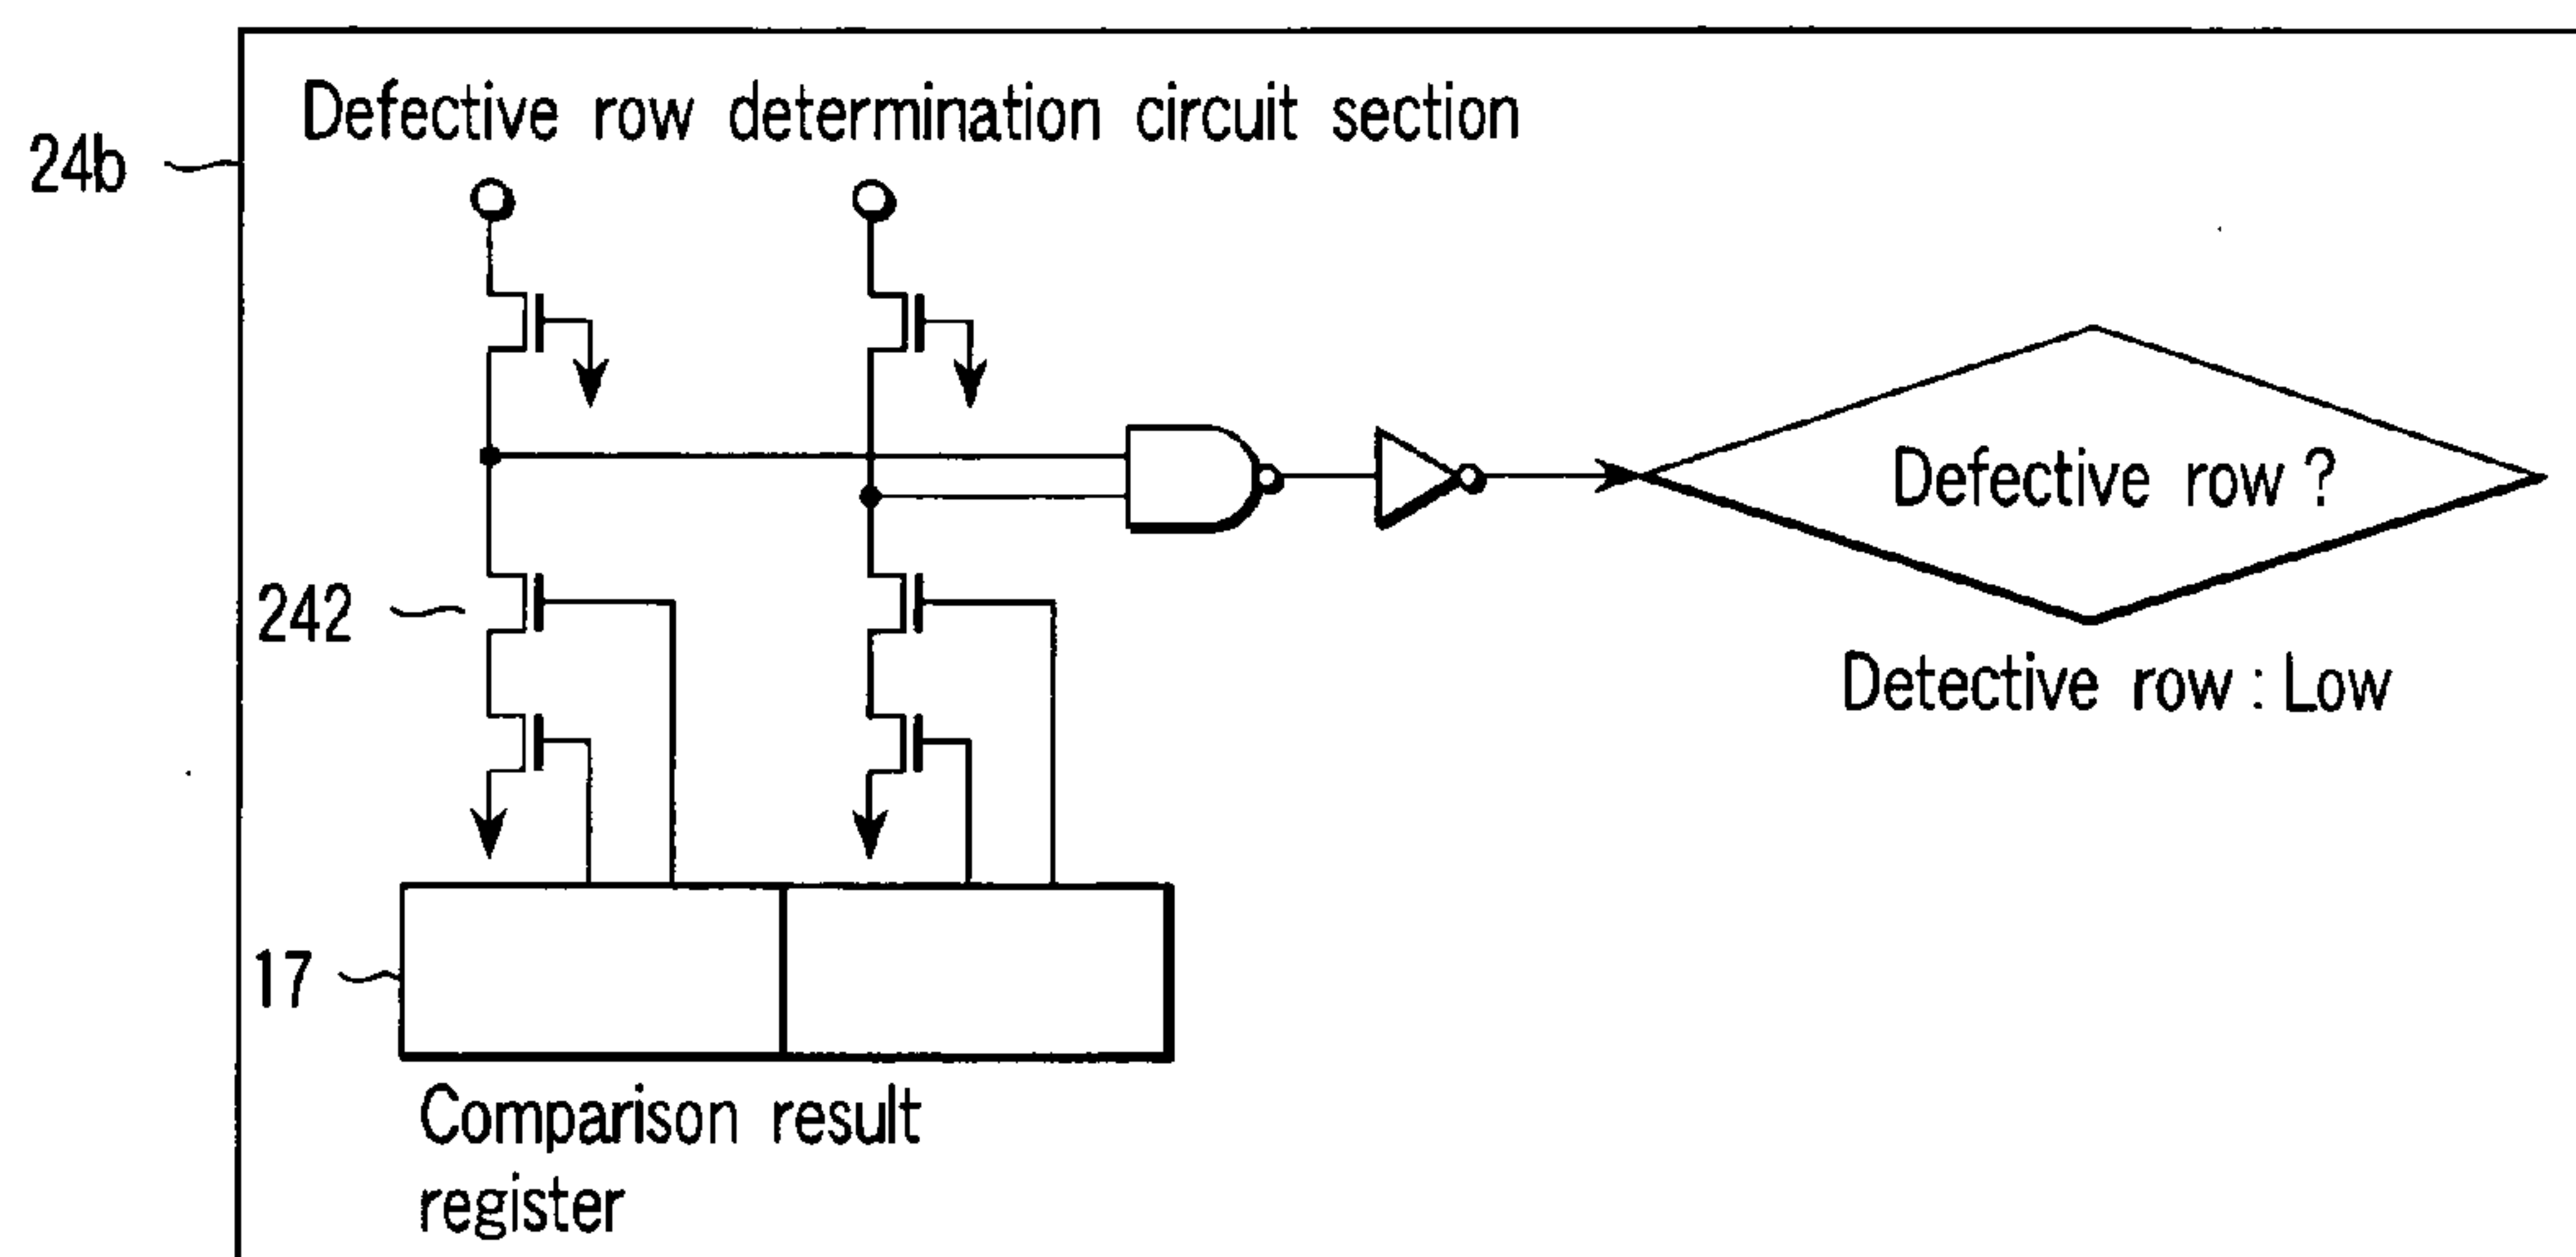 Defective row determination circuit section
24b
Defective row ?
242
Detective row : Low
17
Comparison result
register